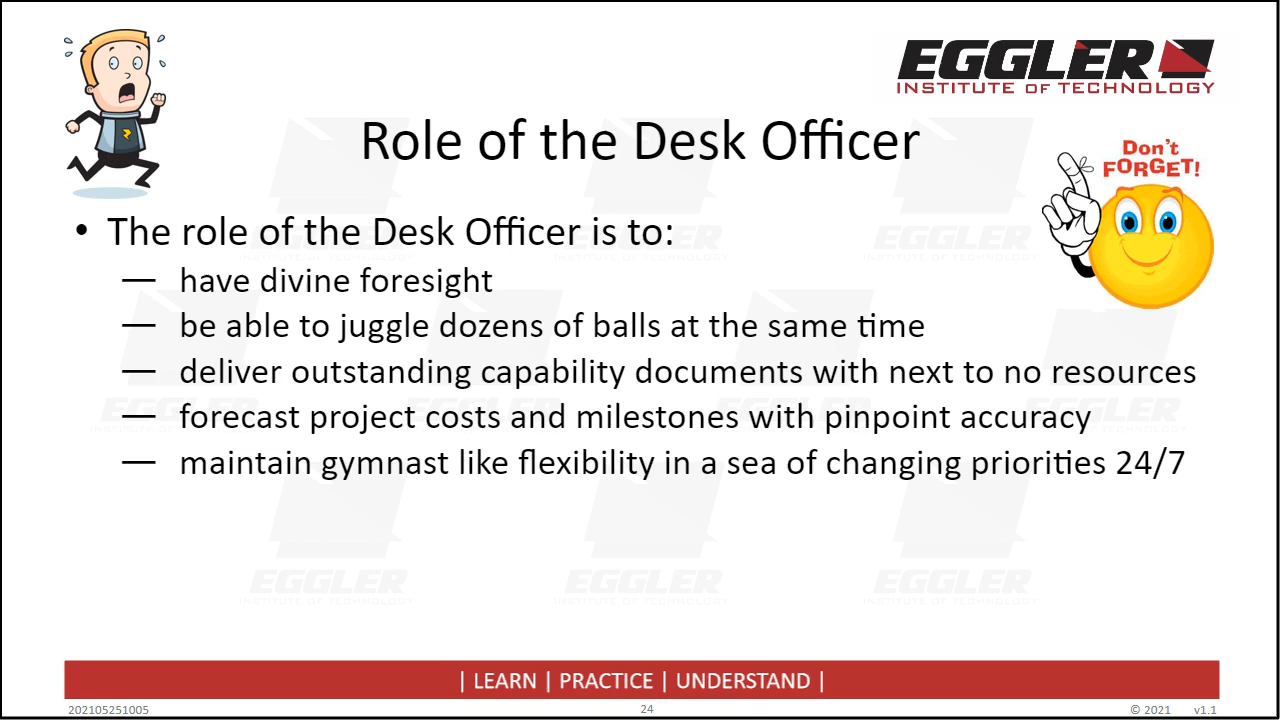 EGGLER
INSTITUTE OF TECHNOLOGY
Role of the Desk Officer
Don't
FORGET!
• The role of the Desk Officer is to:
— have divine foresight
— be able to juggle dozens of balls at the same time
— deliver outstanding capability documents with next to no resources
— forecast project costs and milestones with pinpoint accuracy
— maintain gymnast like flexibility in a sea of changing priorities 24/7
| LEARN | PRACTICE | UNDERSTAND |
202105251005 24 © 2021 v1.1